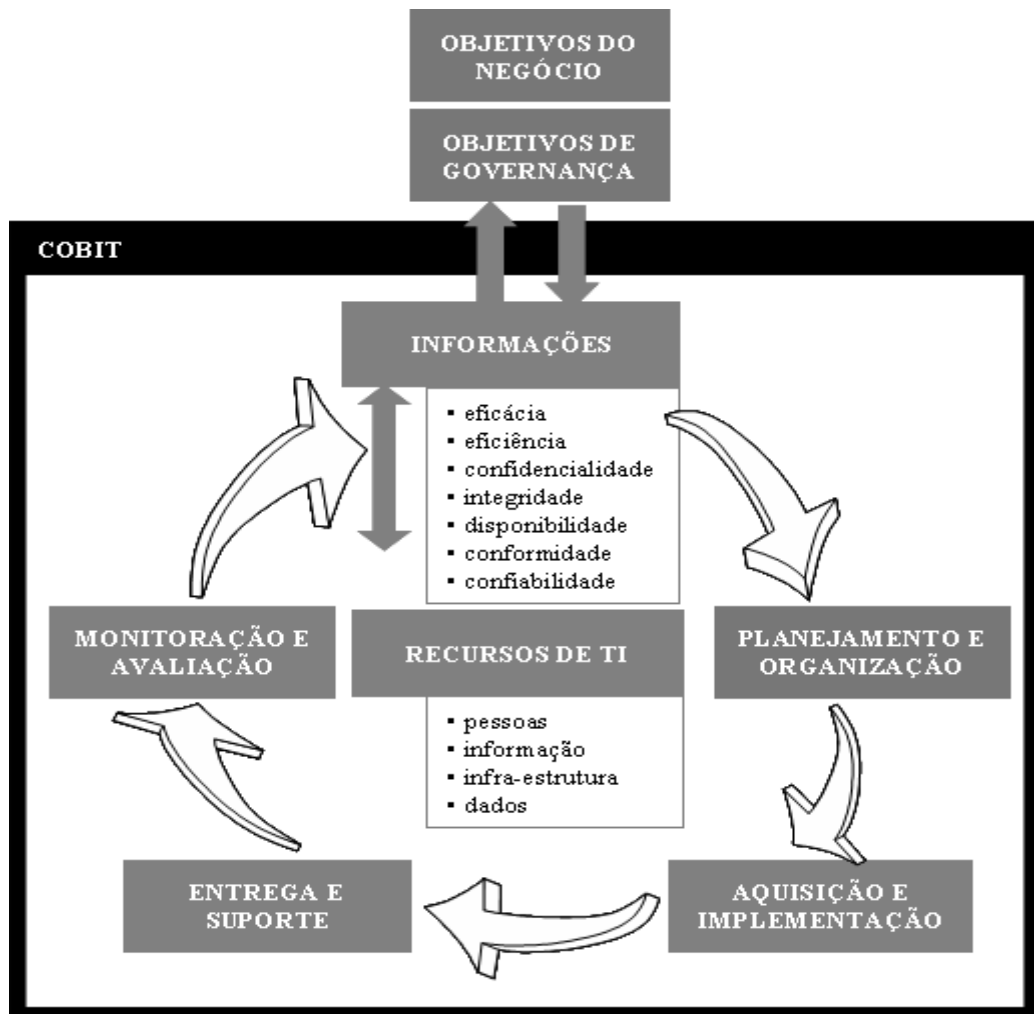 OBJETIVOS DO
NEGÓCIO
OBJETIVOS DE
GOVERNANÇA
COBIT
INFORMAÇÕES
▪ eficácia
▪ eficiência
▪ confidencialidade
▪ integridade
▪ disponibilidade
▪ conformidade
▪ confiabilidade
MONITORAÇÃO E
AVALIAÇÃO
RECURSOS DE TI
▪ pessoas
▪ informação
▪ infra-estrutura
▪ dados
PLANEJAMENTO E
ORGANIZAÇÃO
ENTREGA E
SUPORTE
AQUISIÇÃO E
IMPLEMENTAÇÃO